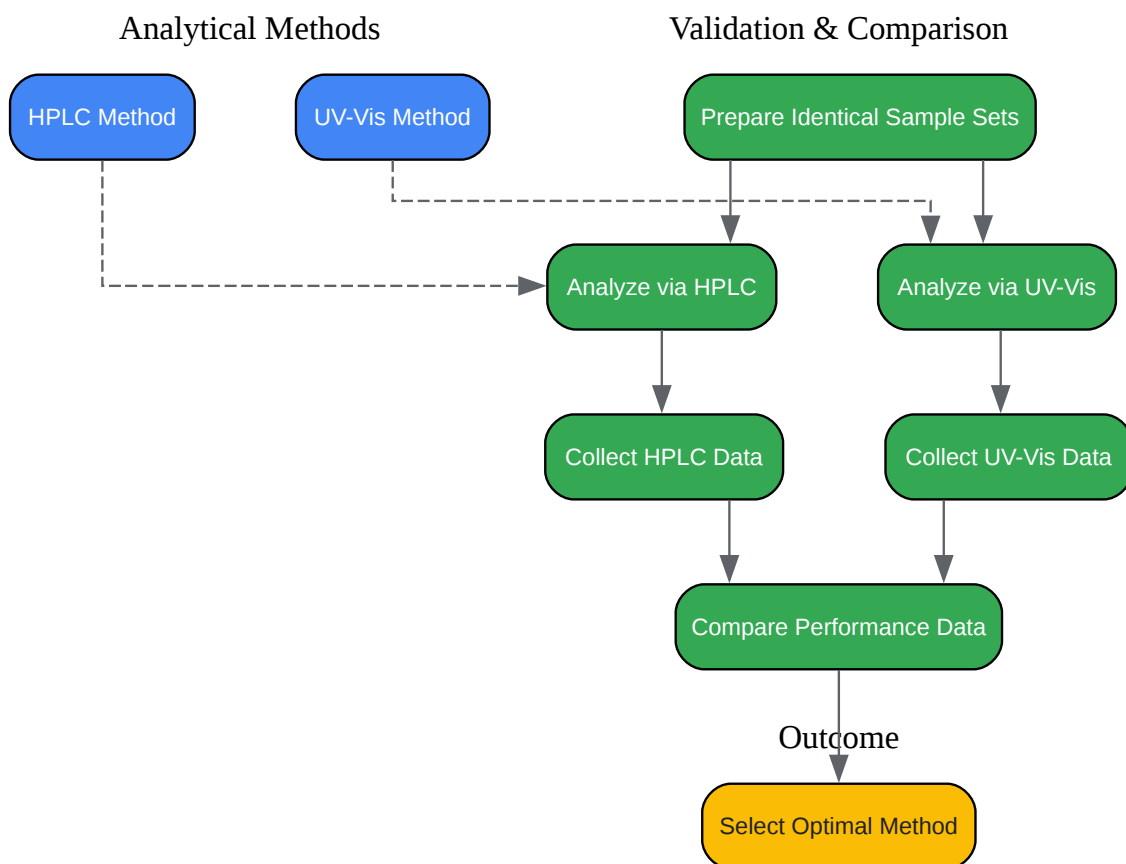 Analytical Methods
Validation & Comparison
HPLC Method
UV-Vis Method
Prepare Identical Sample Sets
Analyze via HPLC
Analyze via UV-Vis
Collect HPLC Data
Collect UV-Vis Data
Compare Performance Data
Outcome
Select Optimal Method